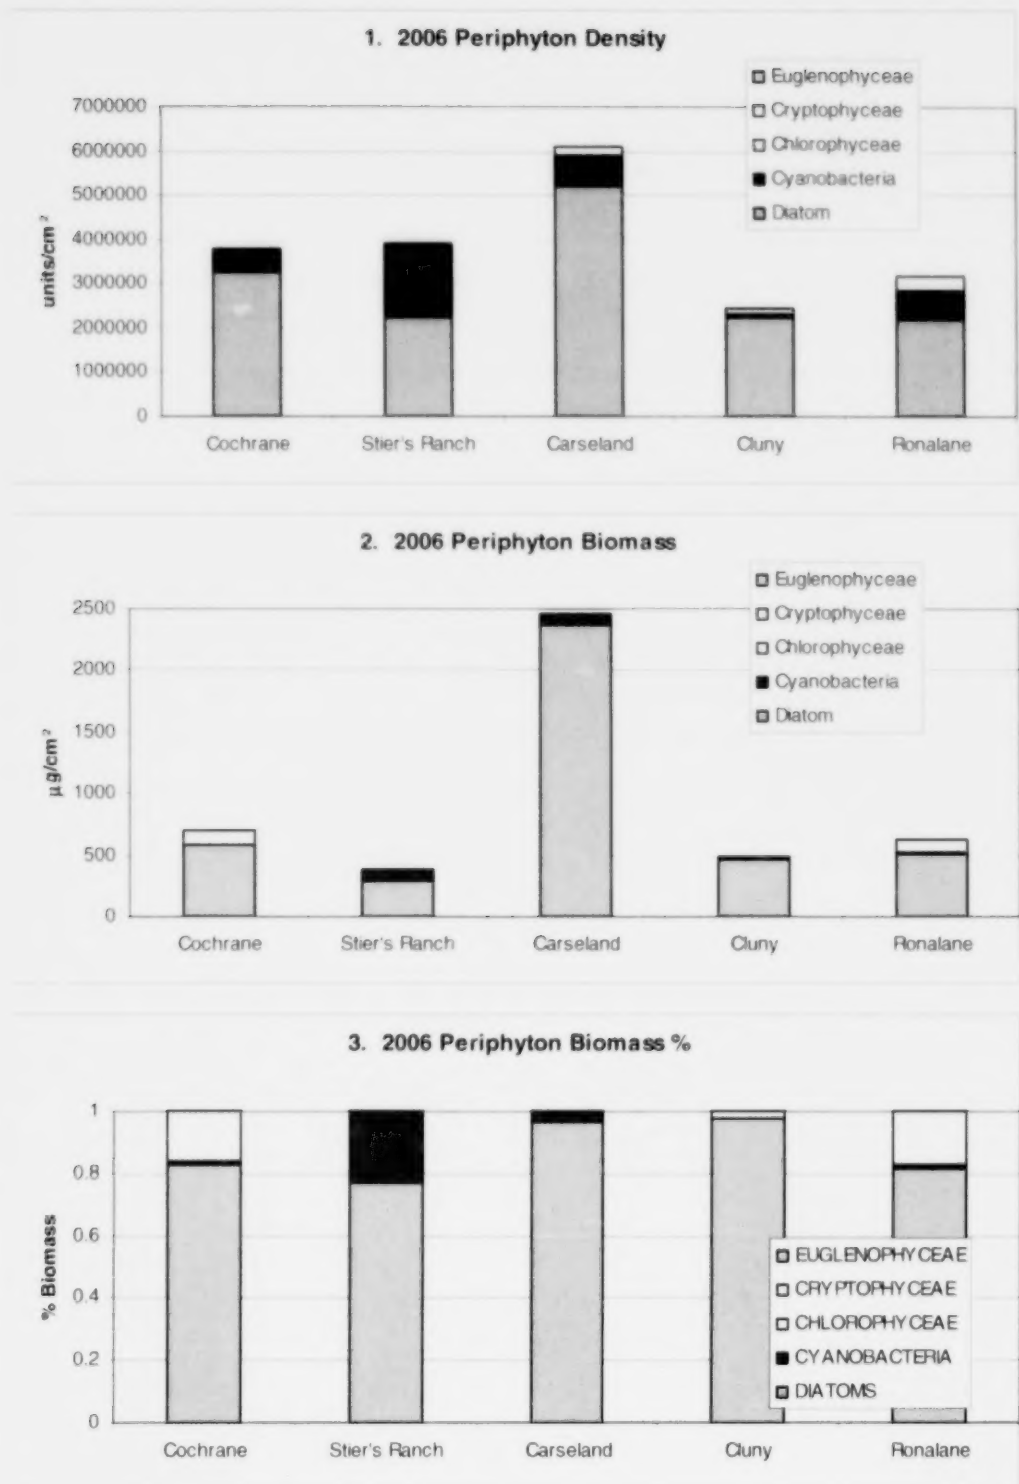 1. 2006 Periphyton Density
Euglenophyceae
Cryptophyceae
Chlorophyceae
Cyanobacteria
Diatom
7000000
6000000
5000000
4000000
3000000
2000000
1000000
0
units/cm²
Cochrane Stier's Ranch Carseland Cluny Ronalane
2. 2006 Periphyton Biomass
Euglenophyceae
Cryptophyceae
Chlorophyceae
Cyanobacteria
Diatom
2500
2000
1500
1000
500
0
µg/cm²
Cochrane Stier's Ranch Carseland Cluny Ronalane
3. 2006 Periphyton Biomass %
1
0.8
0.6
0.4
0.2
0
% Biomass
EUGLENOPHYCEAE
CRYPTOPHYCEAE
CHLOROPHYCEAE
CYANOBACTERIA
DIATOMS
Cochrane Stier's Ranch Carseland Cluny Ronalane